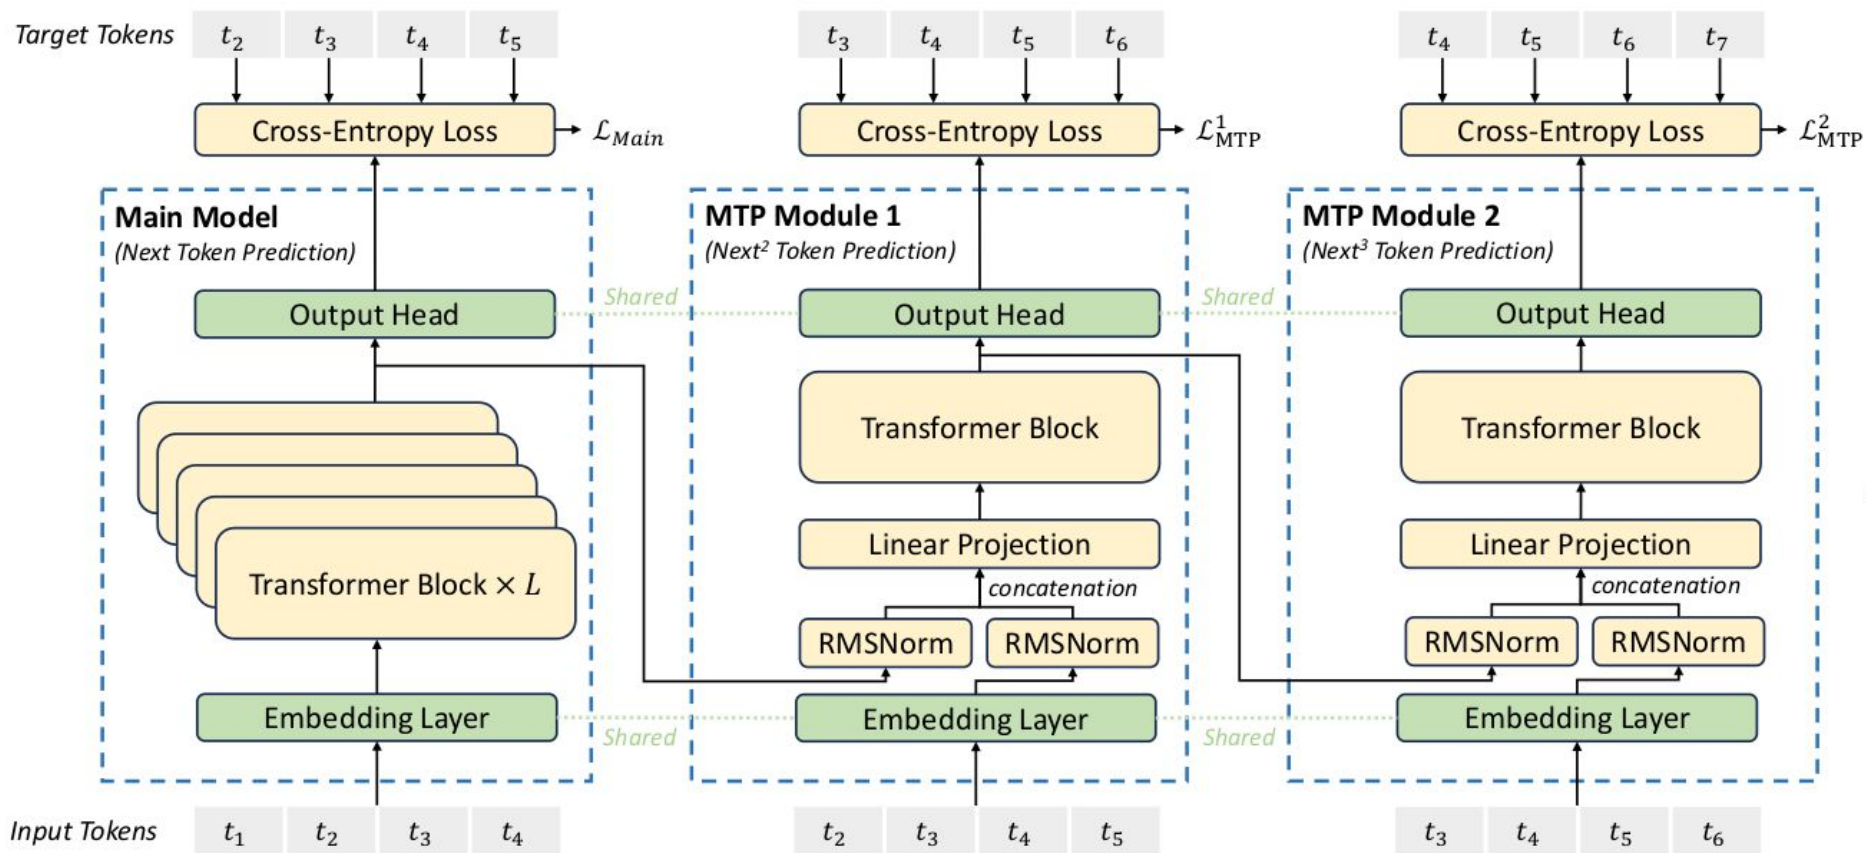 Target Tokens t₂ t₃ t₄ t₅ t₃ t₄ t₅ t₆ t₄ t₅ t₆ t₇
Cross-Entropy Loss ℒ_Main Cross-Entropy Loss ℒ¹_MTP Cross-Entropy Loss ℒ²_MTP
Main Model MTP Module 1 MTP Module 2
(Next Token Prediction) (Next² Token Prediction) (Next³ Token Prediction)
Shared Shared
Output Head Output Head Output Head
Transformer Block Transformer Block
Linear Projection Linear Projection
Transformer Block × L concatenation concatenation
RMSNorm RMSNorm RMSNorm RMSNorm
Embedding Layer Embedding Layer Embedding Layer
Shared Shared
Input Tokens t₁ t₂ t₃ t₄ t₂ t₃ t₄ t₅ t₃ t₄ t₅ t₆